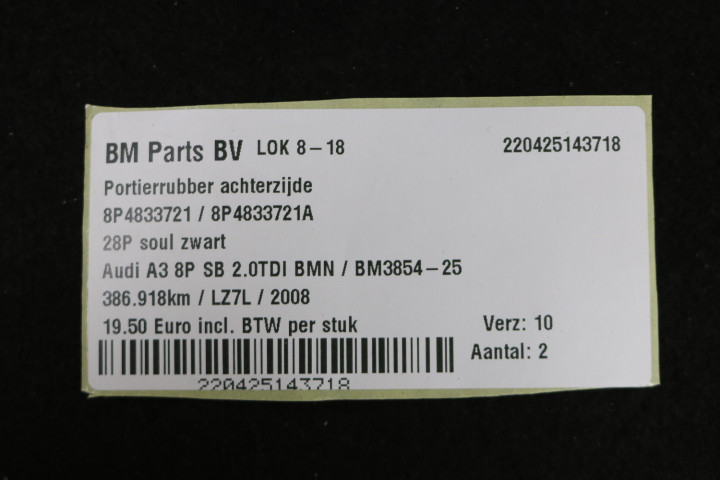 BM Parts BV LOK 8-18 220425143718
Portierrubber achterzijde
8P4833721 / 8P4833721A
28P soul zwart
Audi A3 8P SB 2.0TDI BMN / BM3854-25
386.918km / LZ7L / 2008
19.50 Euro incl. BTW per stuk Verz: 10
Aantal: 2
220425143718